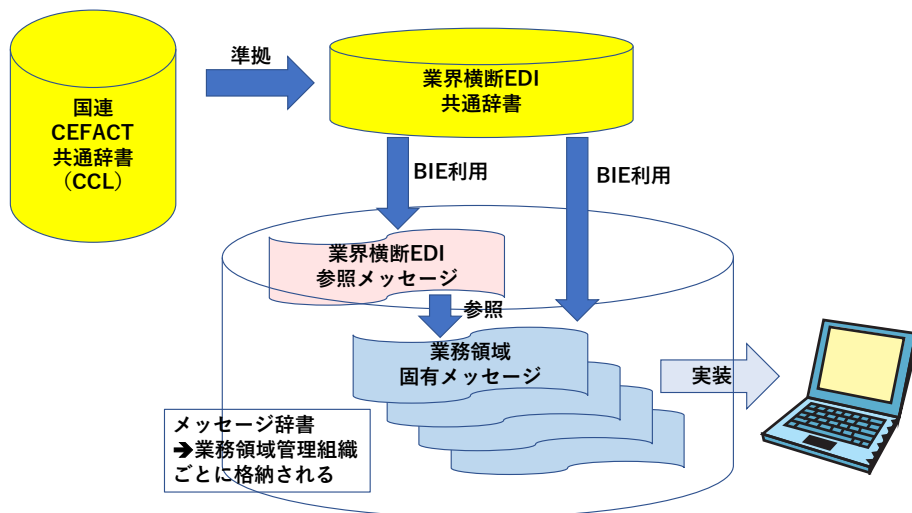 国連
CEFACT
共通辞書
（CCL）
準拠
業界横断EDI
共通辞書
BIE利用
BIE利用
業界横断EDI
参照メッセージ
参照
業務領域
固有メッセージ
実装
メッセージ辞書
➔業務領域管理組織
ごとに格納される